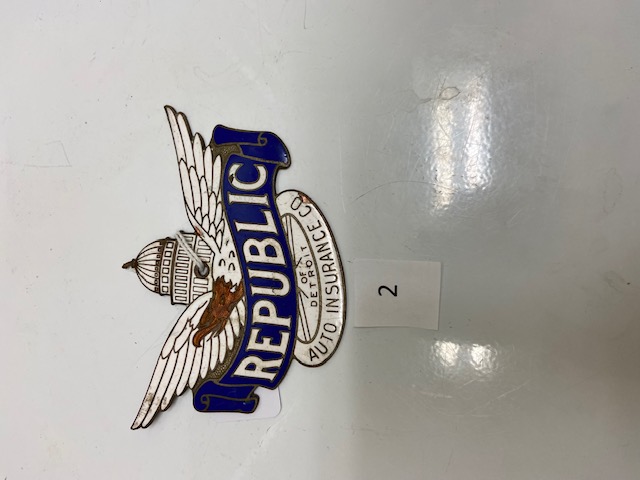 REPUBLIC
OF
DETROIT
AUTO INSURANCE CO.
2